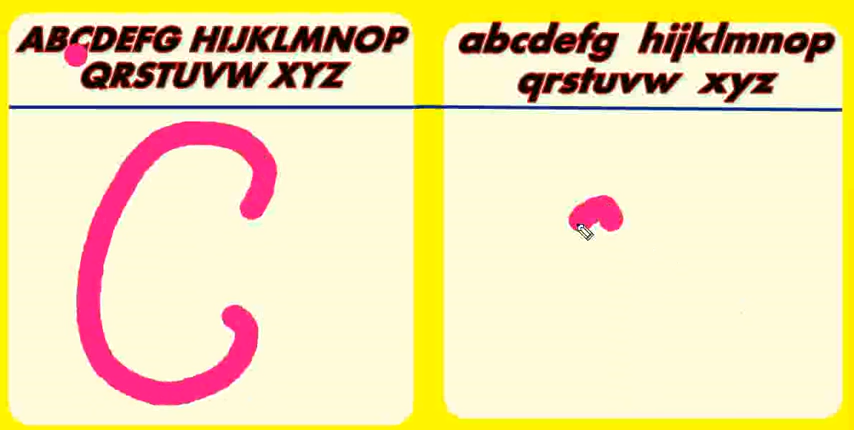 ABCDEFG HIJKLMNOP
QRSTUVW XYZ
C
abcdefg hijklmnop
qrstuvw xyz